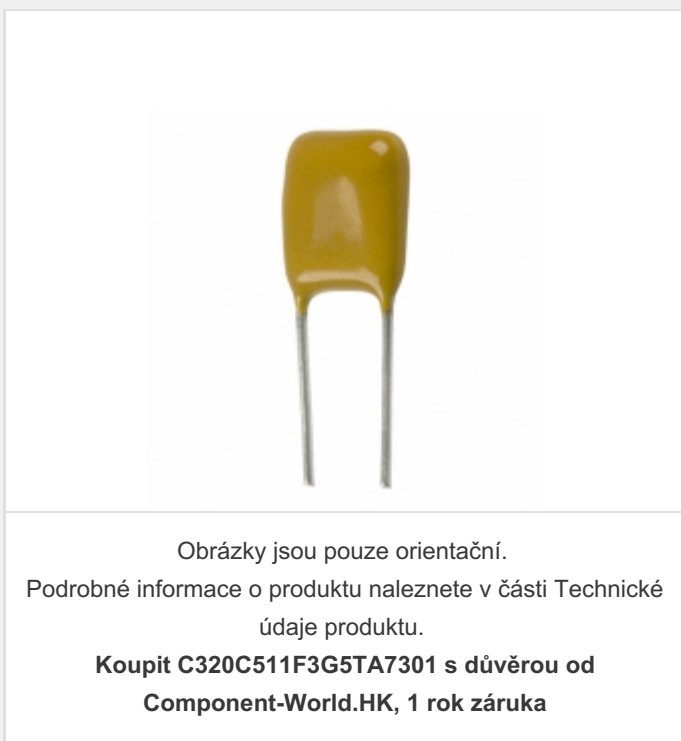 Obrázky jsou pouze orientační.
Podrobné informace o produktu naleznete v části Technické
údaje produktu.
Koupit C320C511F3G5TA7301 s důvěrou od
Component-World.HK, 1 rok záruka